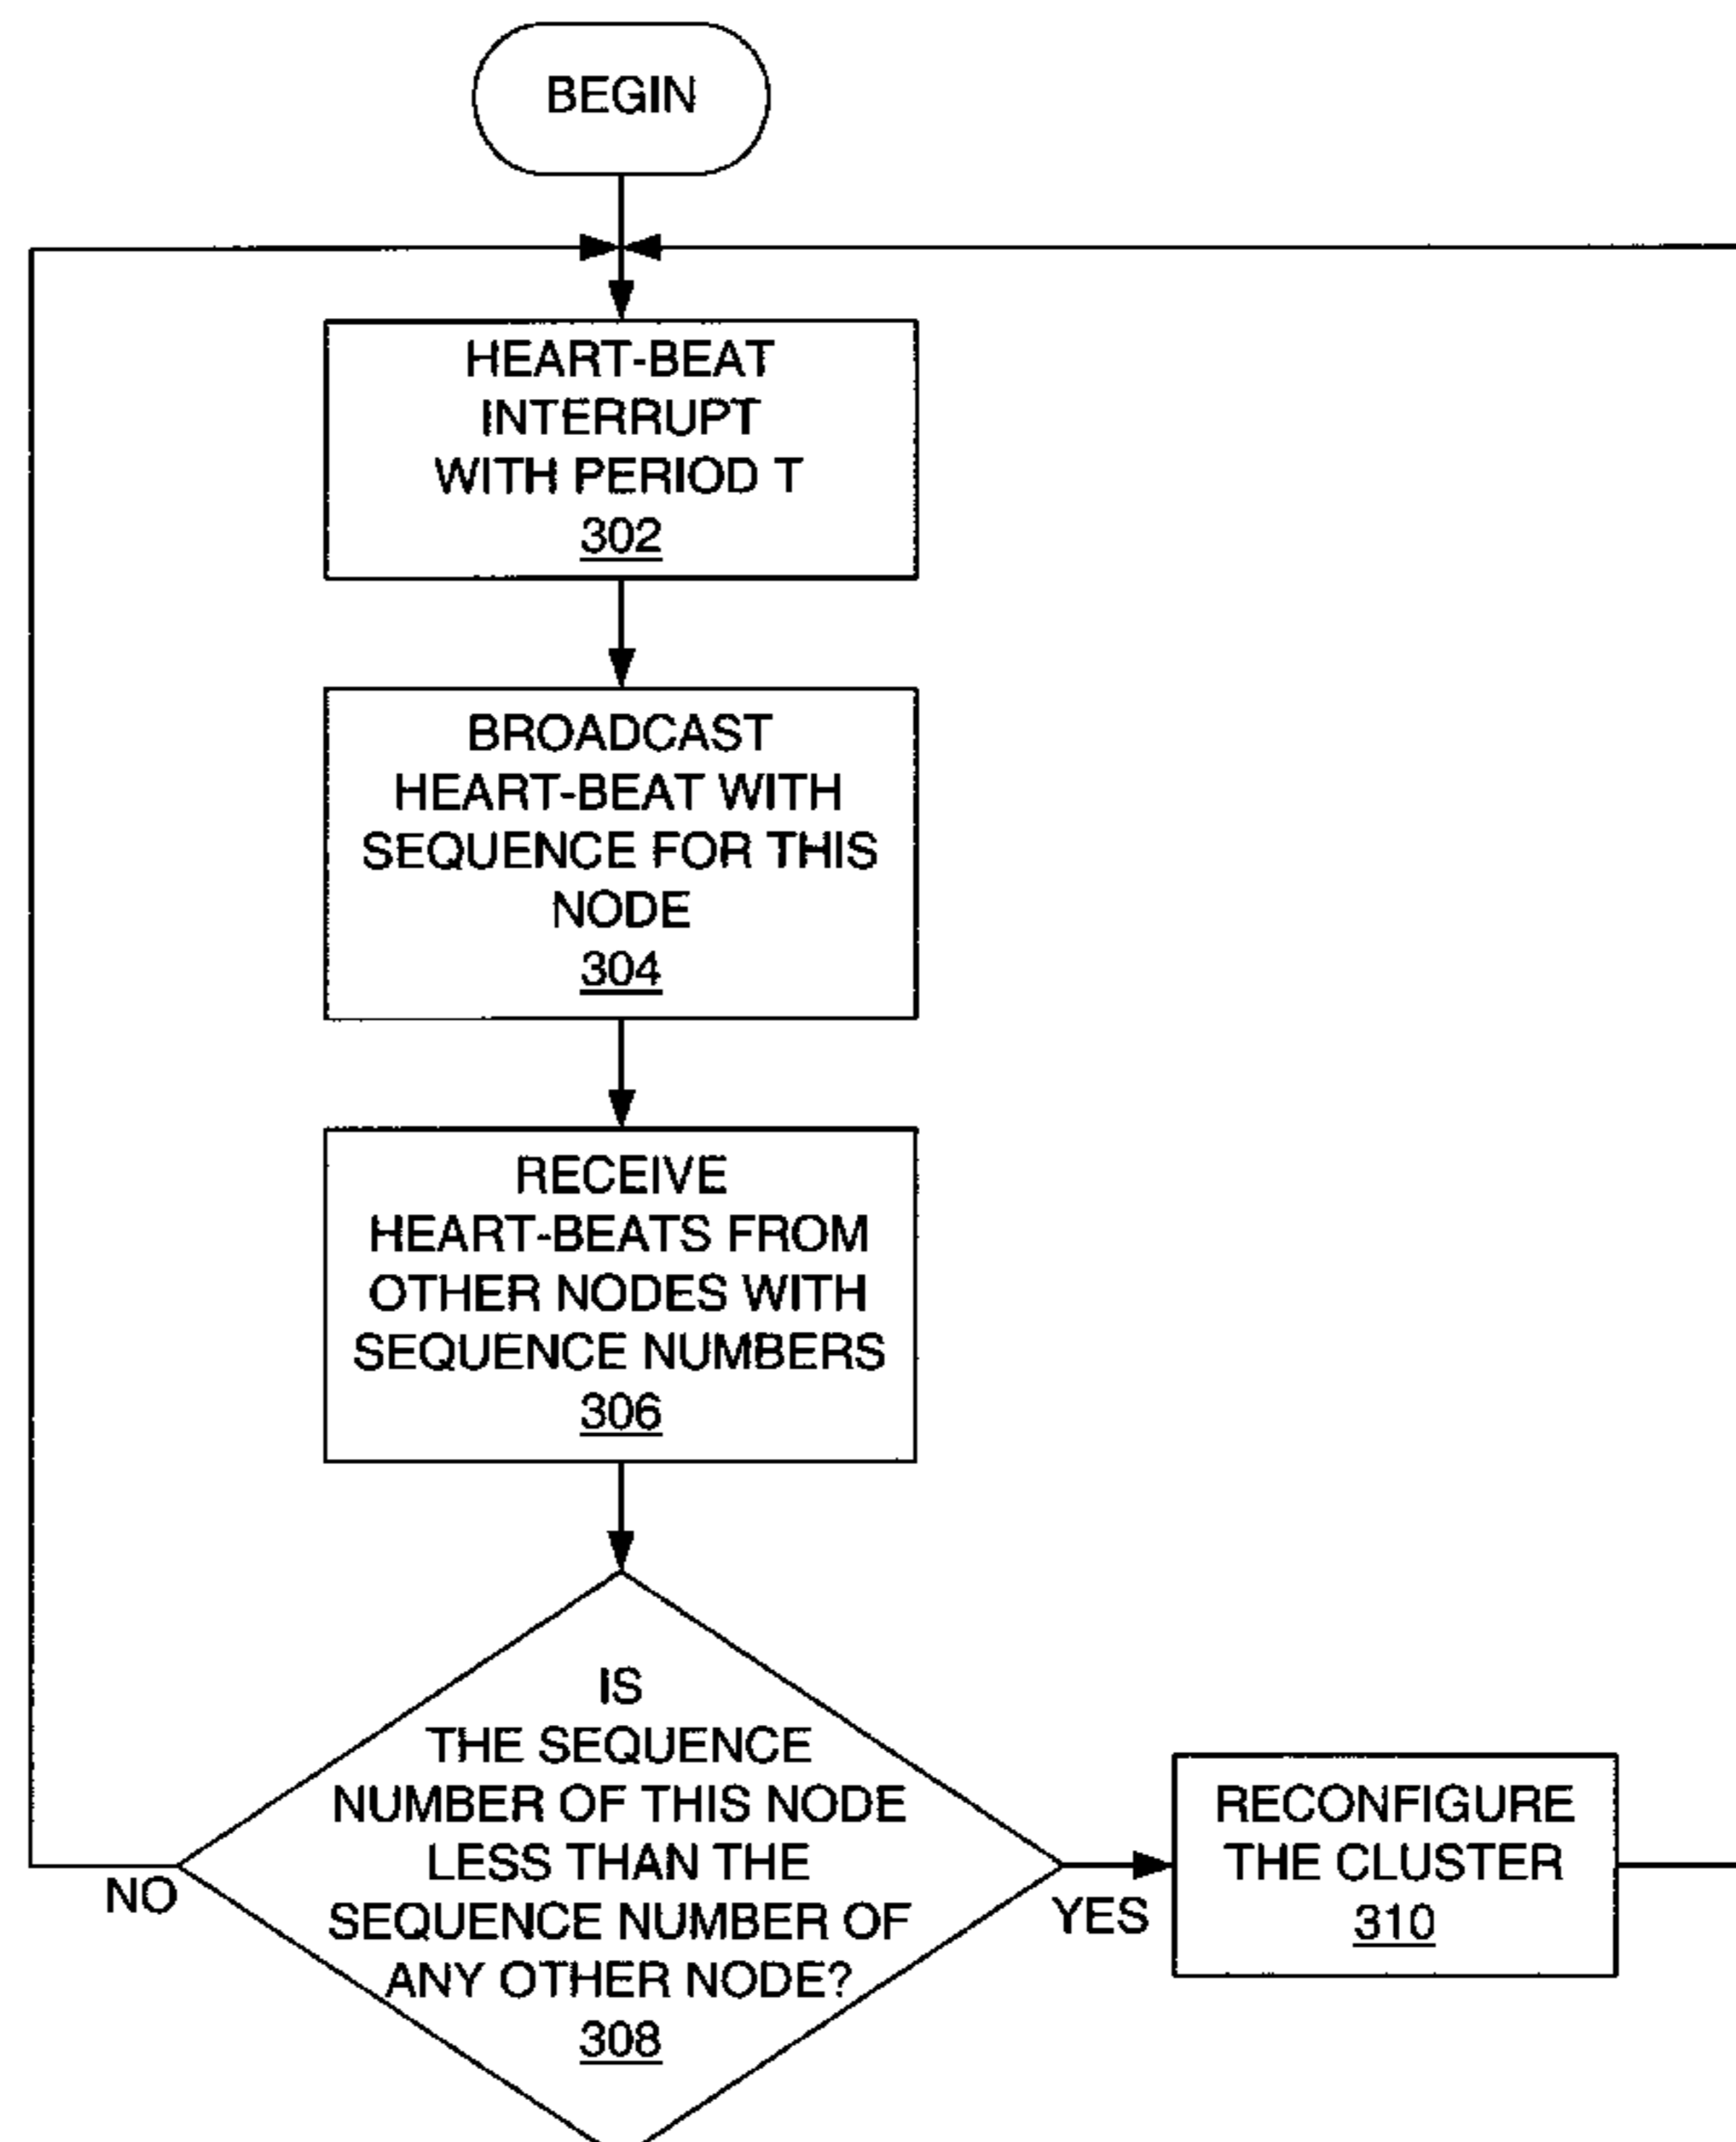 BEGIN
HEART-BEAT
INTERRUPT
WITH PERIOD T
302
BROADCAST
HEART-BEAT WITH
SEQUENCE FOR THIS
NODE
304
RECEIVE
HEART-BEATS FROM
OTHER NODES WITH
SEQUENCE NUMBERS
306
IS
THE SEQUENCE
NUMBER OF THIS NODE
LESS THAN THE
SEQUENCE NUMBER OF
ANY OTHER NODE?
308
NO
YES
RECONFIGURE
THE CLUSTER
310